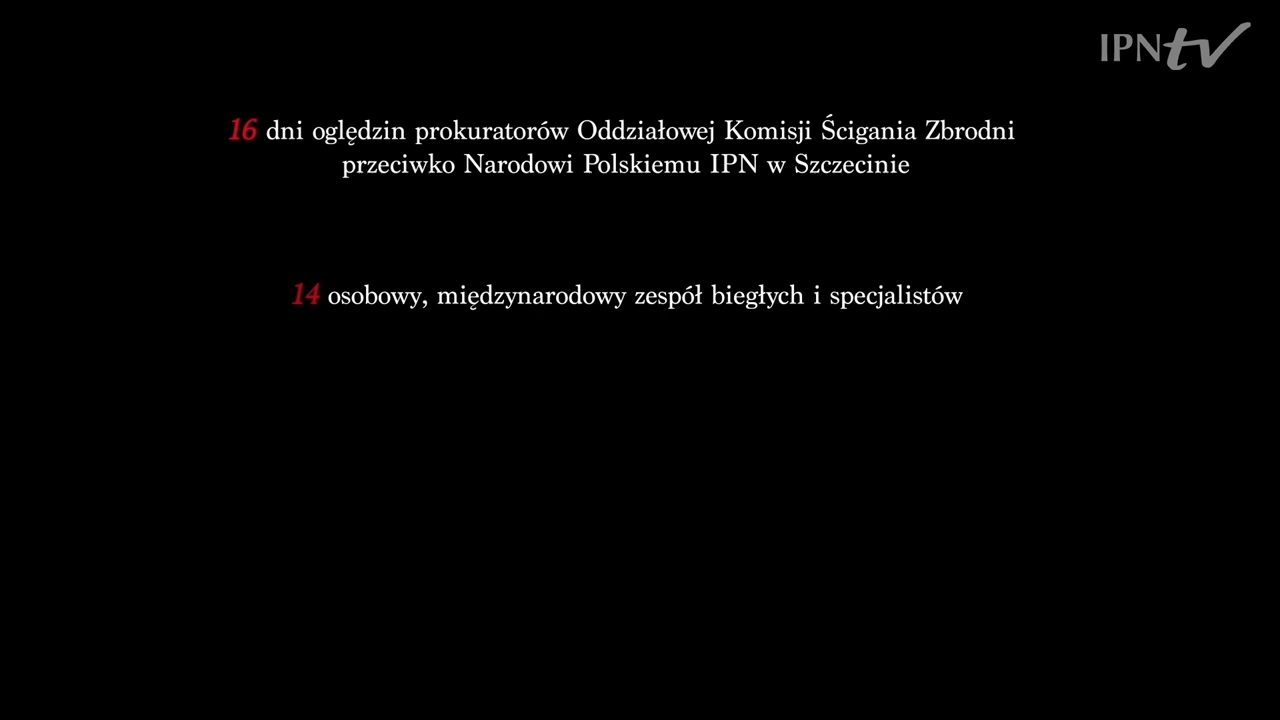 IPNtv
16 dni oględzin prokuratorów Oddziałowej Komisji Ścigania Zbrodni
przeciwko Narodowi Polskiemu IPN w Szczecinie
14 osobowy, międzynarodowy zespół biegłych i specjalistów